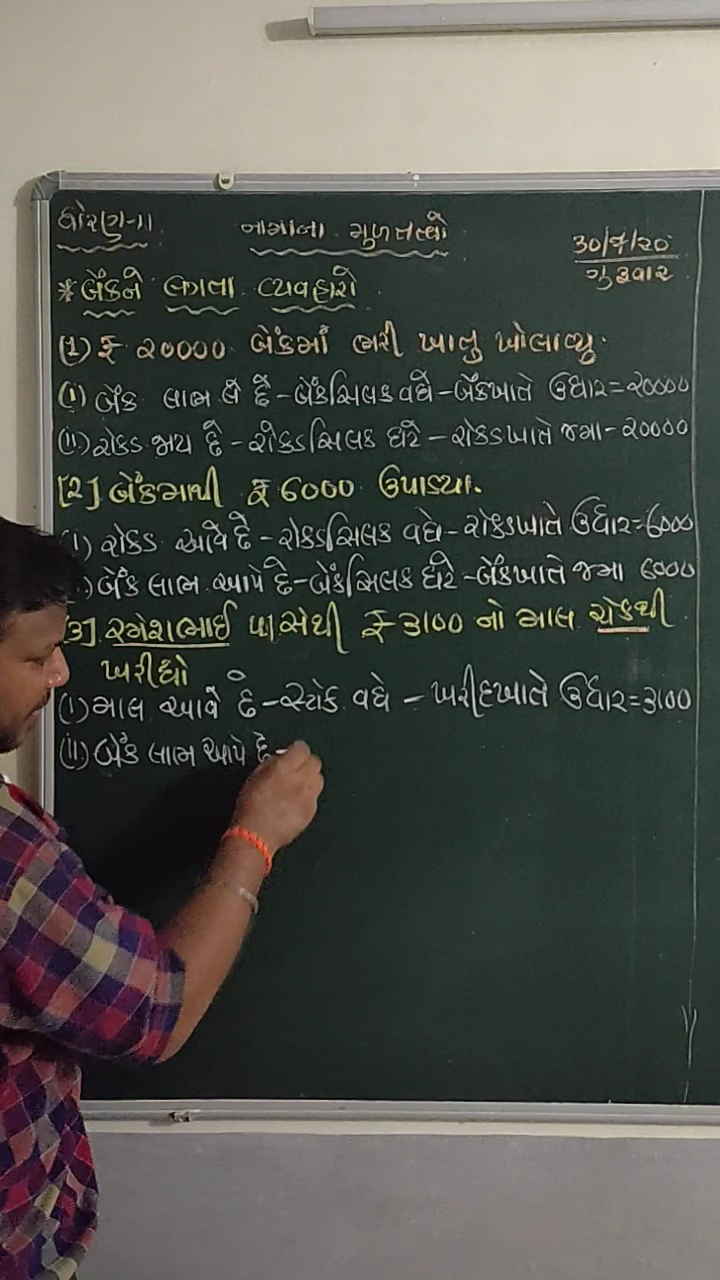 ધોરણ-11
નામાંના મુળતત્વો
30/7/20
ગુરૂવાર
* બેંકને લગતા વ્યવહારો
[1] ₹ 20000 બેંકમાં ભરી ખાતુ ખોલાવ્યુ.
(i) બેંક લાભ લે છે - બેંકસિલક વધે - બેંકખાતે ઉધાર = 20000
(ii) રોકડ જાય છે - રોકડસિલક ઘટે - રોકડખાતે જમા - 20000
[2] બેંકમાથી ₹ 6000 ઉપાડ્યા.
) રોકડ આવે છે - રોકડસિલક વધે - રોકડખાતે ઉધાર = 6000
) બેંક લાભ આપે છે - બેંકસિલક ઘટે - બેંકખાતે જમા 6000
3] રમેશભાઈ પાસેથી ₹ 3100 નો માલ ચેકથી
ખરીદ્યો
(i) માલ આવે છે - સ્ટોક વધે - ખરીદખાતે ઉધાર = 3100
(ii) બેંક લાભ આપે છે -